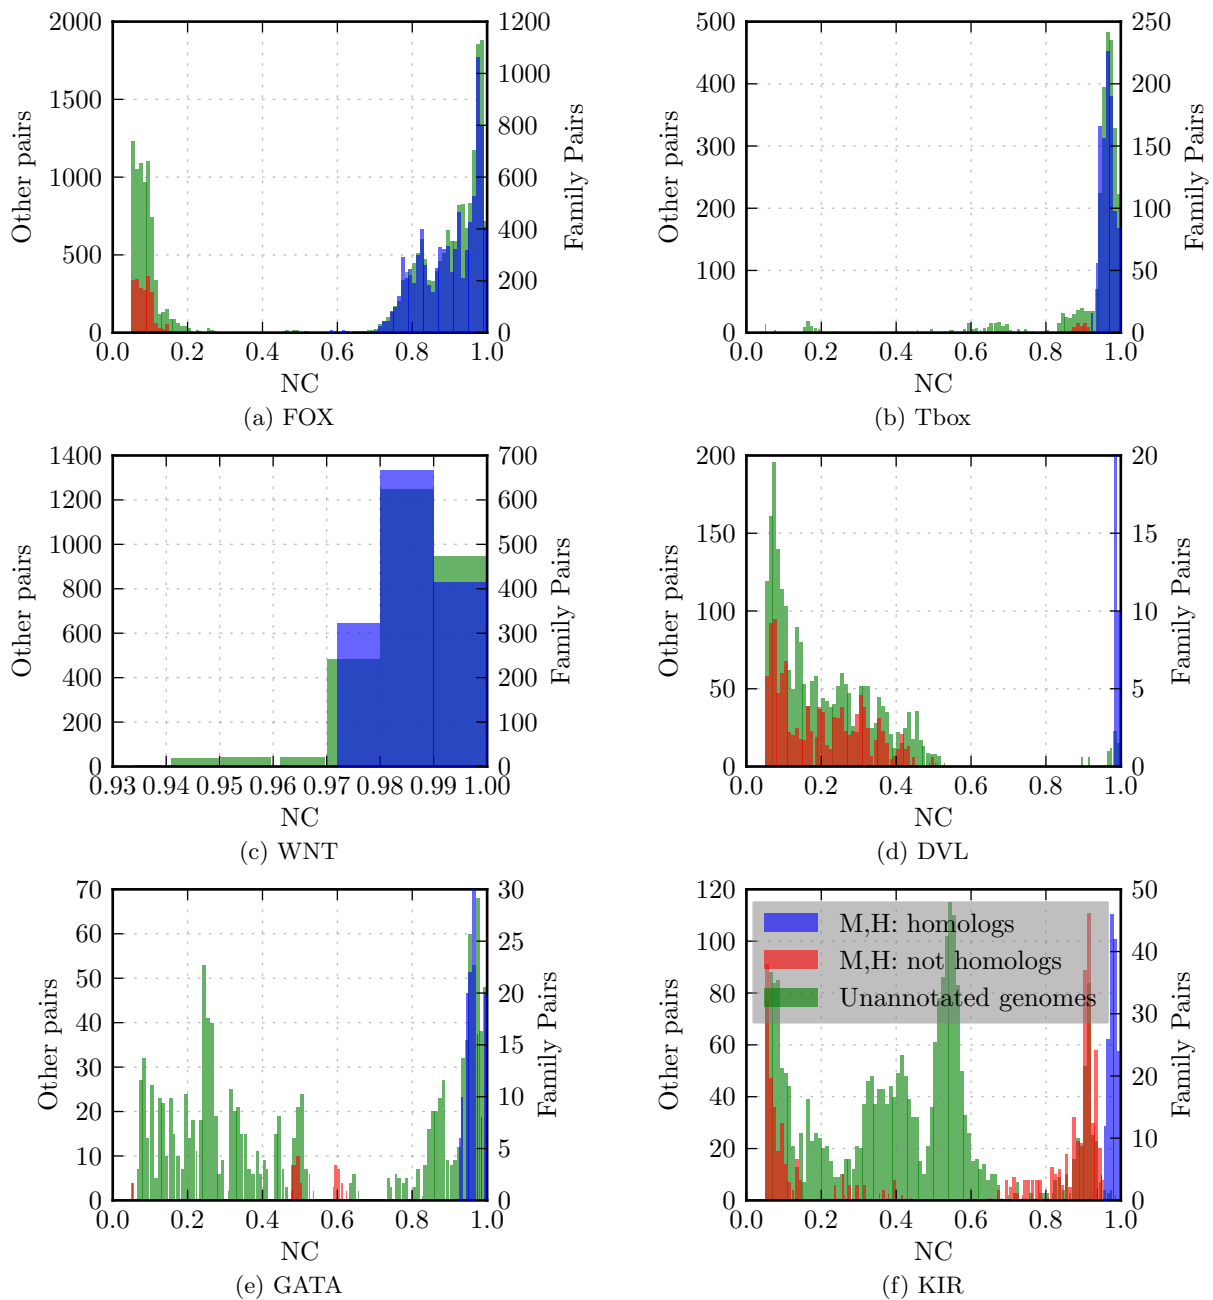 2000
1500
1000
500
0
Other pairs
1200
1000
800
600
400
200
0
Family Pairs
0.0 0.2 0.4 0.6 0.8 1.0
NC
(a) FOX
500
400
300
200
100
0
Other pairs
250
200
150
100
50
0
Family Pairs
0.0 0.2 0.4 0.6 0.8 1.0
NC
(b) Tbox
1400
1200
1000
800
600
400
200
0
Other pairs
700
600
500
400
300
200
100
0
Family Pairs
0.93 0.94 0.95 0.96 0.97 0.98 0.99 1.00
NC
(c) WNT
200
150
100
50
0
Other pairs
20
15
10
5
0
Family Pairs
0.0 0.2 0.4 0.6 0.8 1.0
NC
(d) DVL
70
60
50
40
30
20
10
0
Other pairs
30
25
20
15
10
5
0
Family Pairs
0.0 0.2 0.4 0.6 0.8 1.0
NC
(e) GATA
120
100
80
60
40
20
0
Other pairs
M,H: homologs
M,H: not homologs
Unannotated genomes
50
40
30
20
10
0
Family Pairs
0.0 0.2 0.4 0.6 0.8 1.0
NC
(f) KIR